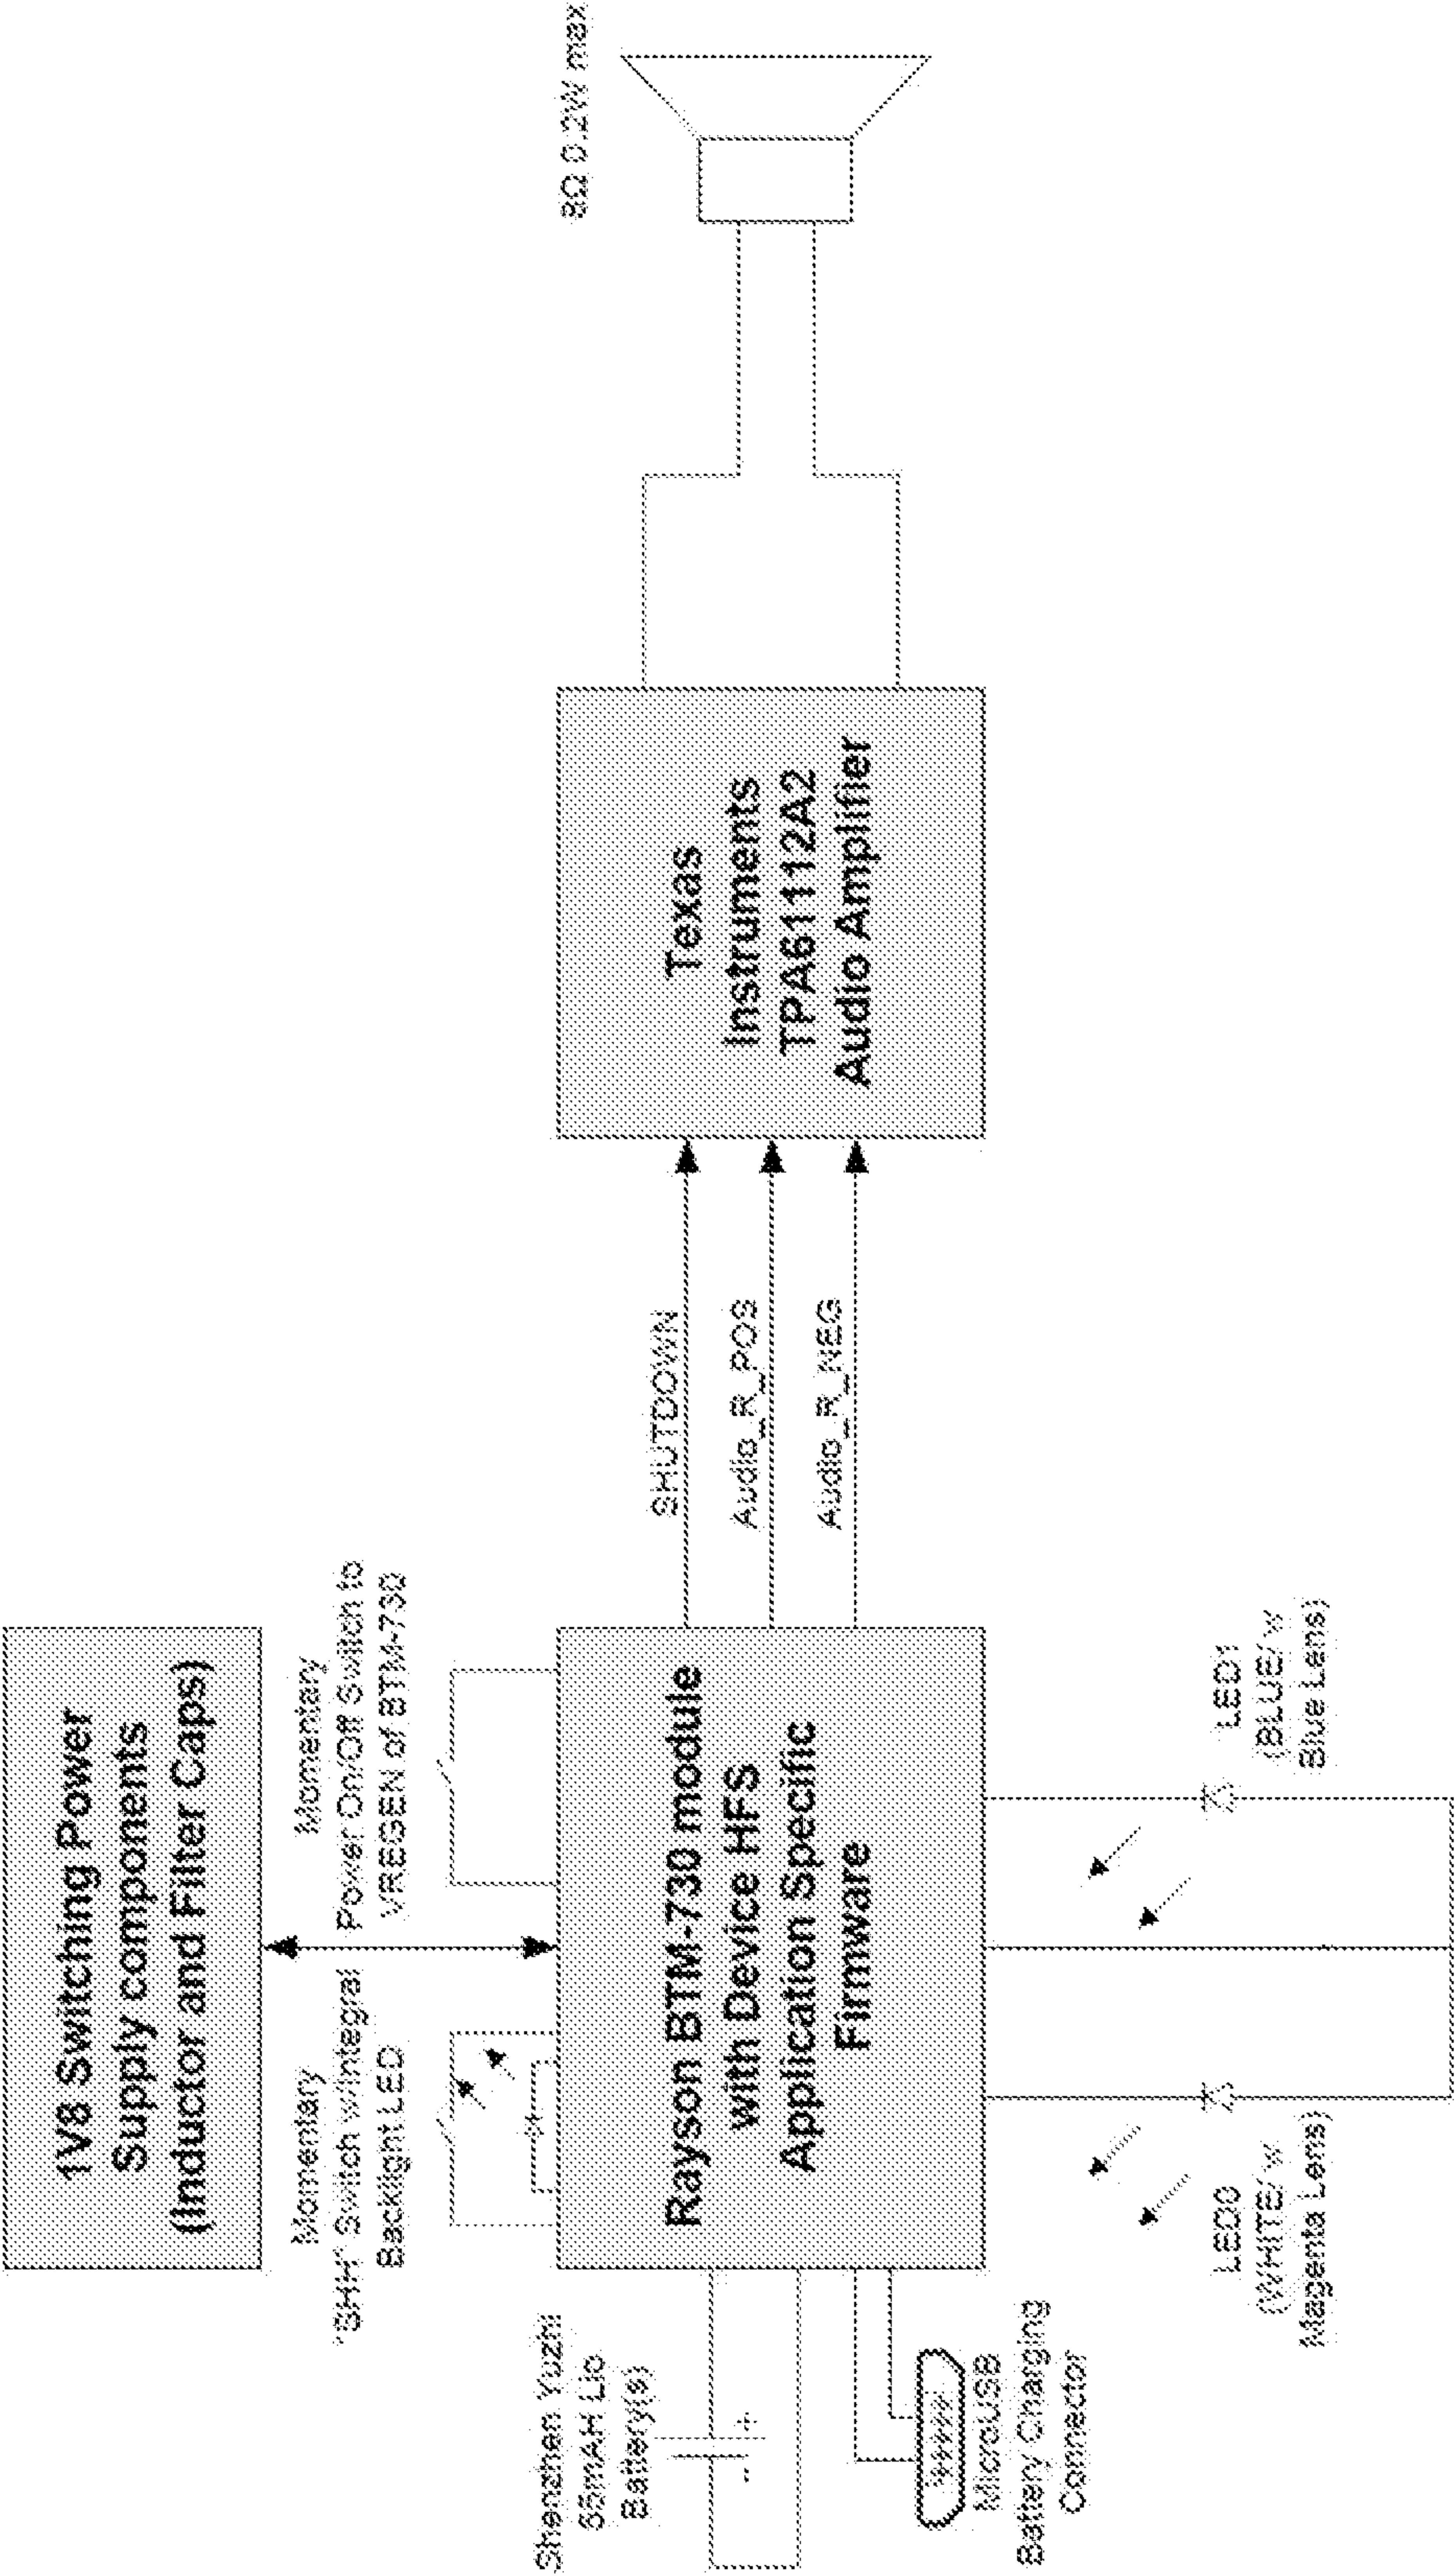 1V8 Switching Power
Supply components
(Inductor and Filter Caps)
Momentary
"SHH" Switch w/Integral
Backlight LED
Momentary
Power On/Off Switch to
VREGEN of BTM-730
Shenzhen Yuzhi
65mAH Lio
Battery(s)
+
--
MicroUSB
Battery Charging
Connector
Rayson BTM-730 module
with Device HFS
Application Specific
Firmware
SHUTDOWN
Audio_R_POS
Audio_R_NEG
Texas
Instruments
TPA6112A2
Audio Amplifier
8Ω 0.2W max
LED0
(WHITE/ w
Magenta Lens)
LED1
(BLUE/ w
Blue Lens)